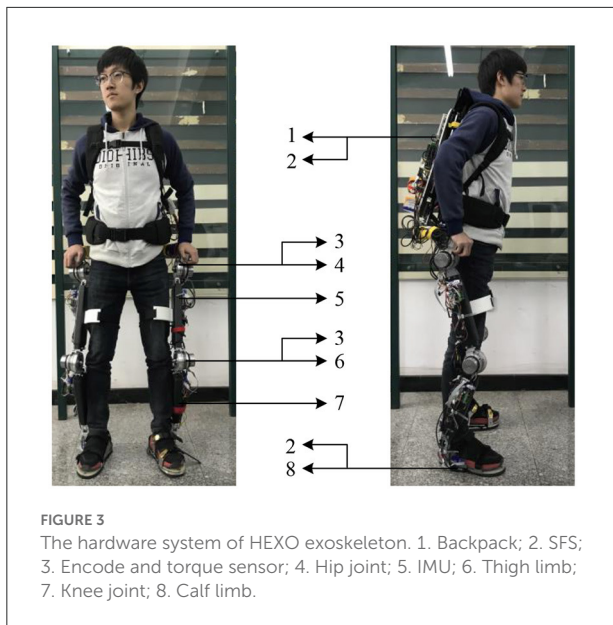 DIOPHIBS
SPIRITWAL
1
2
3
4
5
3
6
7
2
8
FIGURE 3
The hardware system of HEXO exoskeleton. 1. Backpack; 2. SFS;
3. Encode and torque sensor; 4. Hip joint; 5. IMU; 6. Thigh limb;
7. Knee joint; 8. Calf limb.